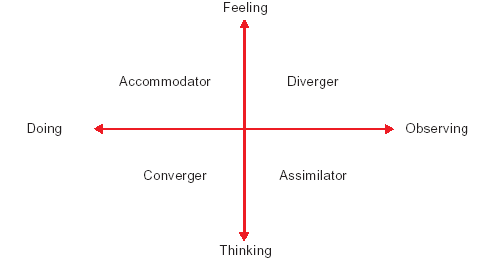 Feeling
Accommodator Diverger
Doing Observing
Converger Assimilator
Thinking